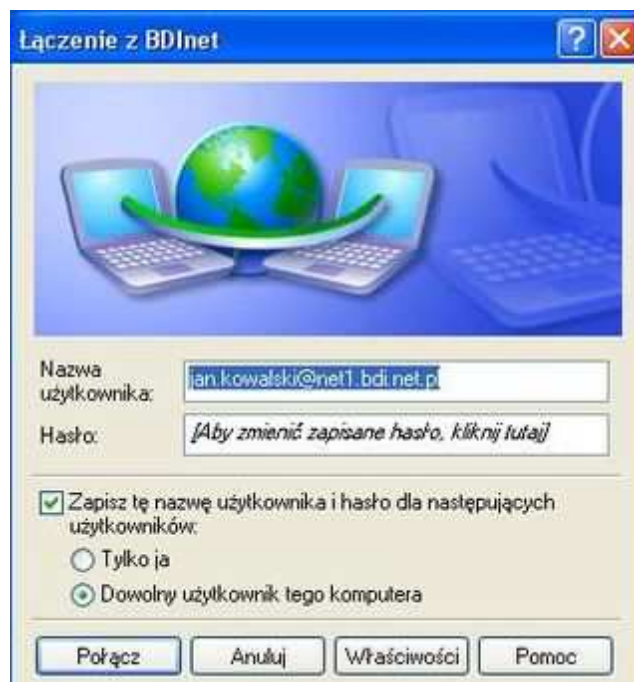 Łączenie z BDInet
Nazwa
użytkownika:
jan.kowalski@net1.bdi.net.pl
Hasło:
[Aby zmienić zapisane hasło, kliknij tutaj]
Zapisz tę nazwę użytkownika i hasło dla następujących
użytkowników:
Tylko ja
Dowolny użytkownik tego komputera
Połącz
Anuluj
Właściwości
Pomoc